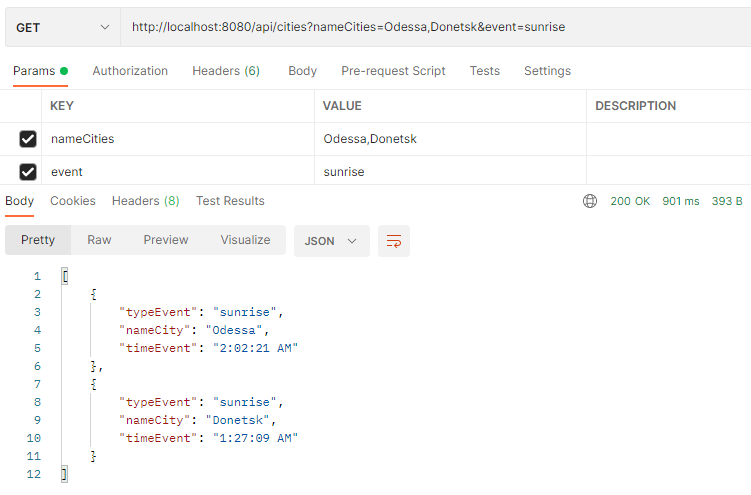 GET http://localhost:8080/api/cities?nameCities=Odessa,Donetsk&event=sunrise
Params Authorization Headers (6) Body Pre-request Script Tests Settings
KEY VALUE DESCRIPTION
nameCities Odessa,Donetsk
event sunrise
Body Cookies Headers (8) Test Results 200 OK 901 ms 393 B
Pretty Raw Preview Visualize JSON
1 [
2 {
3 "typeEvent": "sunrise",
4 "nameCity": "Odessa",
5 "timeEvent": "2:02:21 AM"
6 },
7 {
8 "typeEvent": "sunrise",
9 "nameCity": "Donetsk",
10 "timeEvent": "1:27:09 AM"
11 }
12 ]